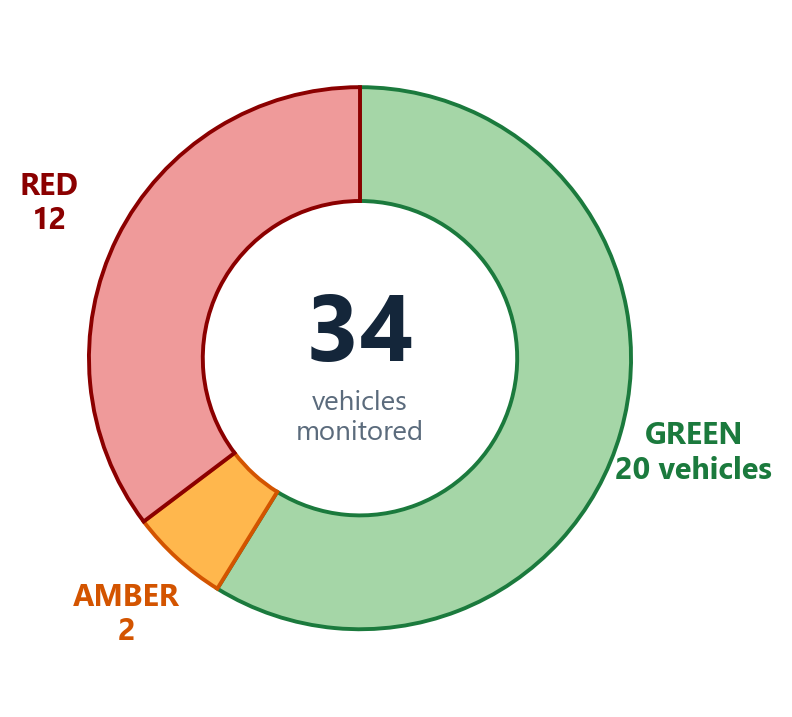 RED
12
34
vehicles
monitored
GREEN
20 vehicles
AMBER
2